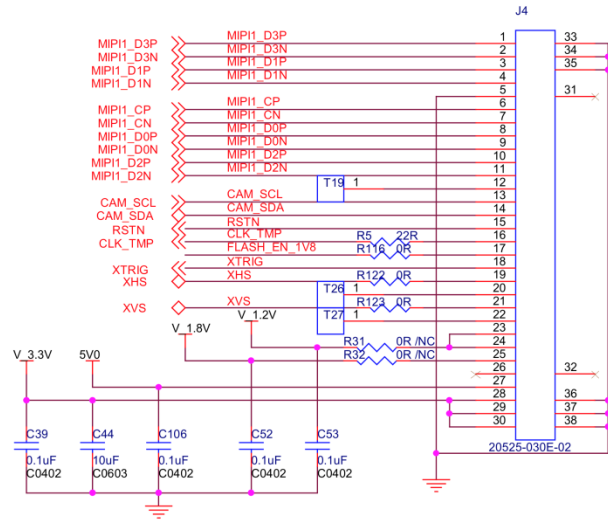 J4
MIPI1_D3P MIPI1_D3P 1 33
MIPI1_D3N MIPI1_D3N 2 34
MIPI1_D1P MIPI1_D1P 3 35
MIPI1_D1N MIPI1_D1N 4
5 31
MIPI1_CP MIPI1_CP 6
MIPI1_CN MIPI1_CN 7
MIPI1_D0P MIPI1_D0P 8
MIPI1_D0N MIPI1_D0N 9
MIPI1_D2P MIPI1_D2P 10
MIPI1_D2N MIPI1_D2N 11
T19 1 12
CAM_SCL CAM_SCL 13
CAM_SDA CAM_SDA 14
RSTN RSTN 15
CLK_TMP CLK_TMP R5 22R 16
FLASH_EN_1V8 R116 0R 17
XTRIG XTRIG 18
XHS XHS R122 0R 19
T26 1 20
XVS XVS R123 0R 21
T27 1 22
V_1.2V 23
V_1.8V R31 0R /NC 24
R32 0R /NC 25
V_3.3V 5V0 26 32
27
28 36
29 37
30 38
C39 C44 C106 C52 C53
0.1uF 10uF 0.1uF 0.1uF 0.1uF
C0402 C0603 C0402 C0402 C0402
20525-030E-02